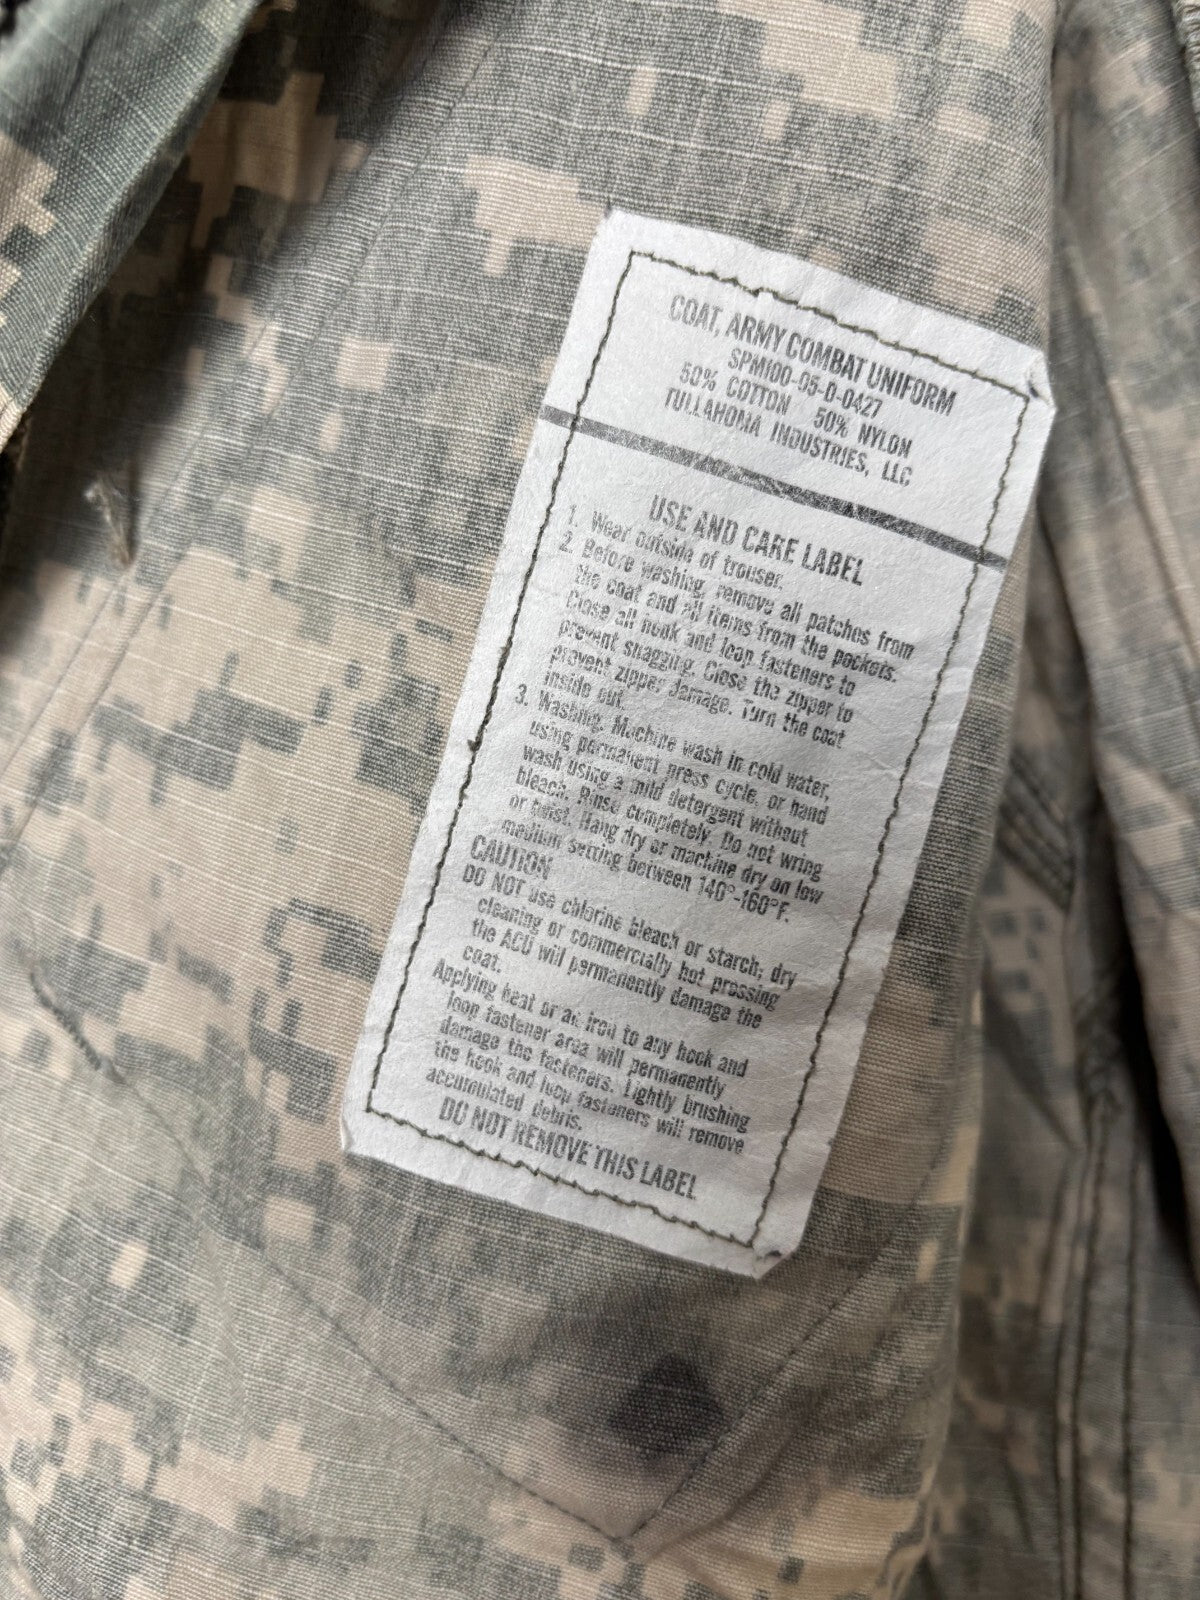 COAT, ARMY COMBAT UNIFORM
SPM100-05-D-0427
50% COTTON 50% NYLON
TULLAHOMA INDUSTRIES, LLC
USE AND CARE LABEL
1. Wear outside of trouser.
2. Before washing, remove all patches from
the coat and all items from the pockets.
Close all hook and loop fasteners to
prevent snagging. Close the zipper to
prevent zipper damage. Turn the coat
inside out.
3. Washing. Machine wash in cold water,
using permanent press cycle, or hand
wash using a mild detergent without
bleach. Rinse completely. Do not wring
or twist. Hang dry or machine dry on low
medium setting between 140°-160°F.
CAUTION
DO NOT use chlorine bleach or starch; dry
cleaning or commercially hot pressing
the ACU will permanently damage the
coat.
Applying heat or an iron to any hook and
loop fastener area will permanently
damage the fasteners. Lightly brushing
the hook and loop fasteners will remove
accumulated debris.
DO NOT REMOVE THIS LABEL